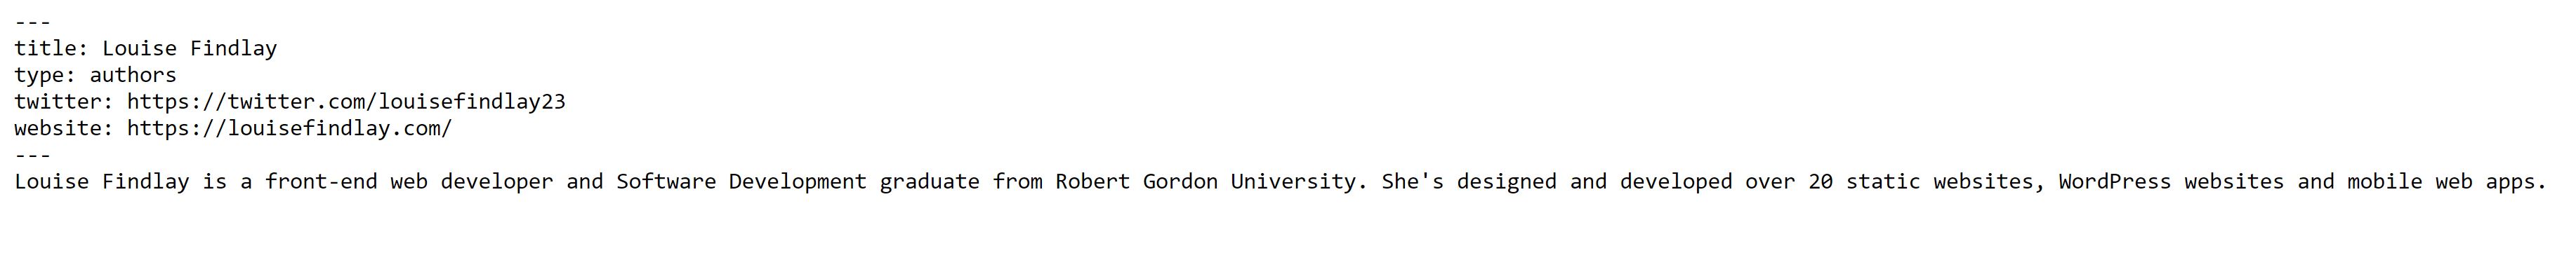 ---
title: Louise Findlay
type: authors
twitter: https://twitter.com/louisefindlay23
website: https://louisefindlay.com/
---
Louise Findlay is a front-end web developer and Software Development graduate from Robert Gordon University. She's designed and developed over 20 static websites, WordPress websites and mobile web apps.